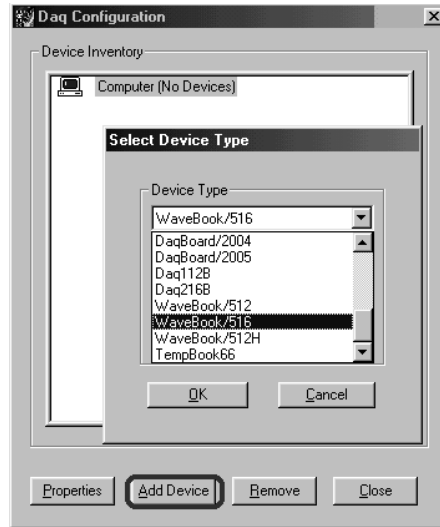 Daq Configuration
Device Inventory
Computer (No Devices)
Select Device Type
Device Type
WaveBook/516
DaqBoard/2004
DaqBoard/2005
Daq112B
Daq216B
WaveBook/512
WaveBook/516
WaveBook/512H
TempBook66
OK Cancel
Properties Add Device Remove Close